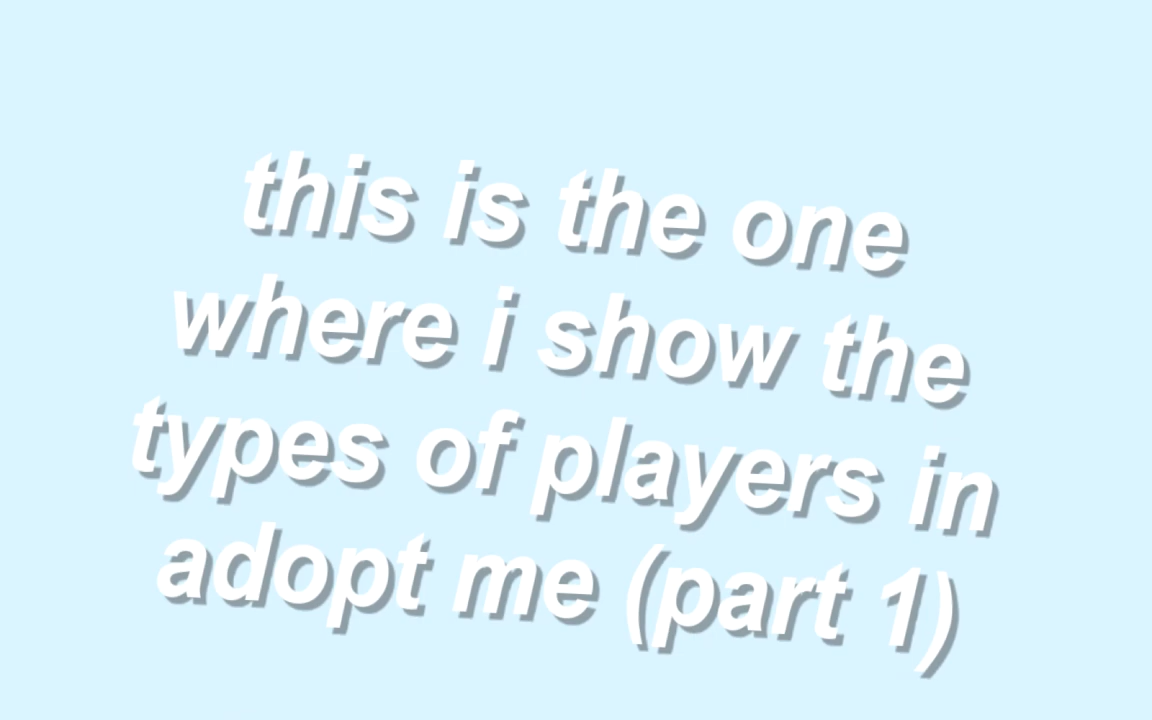 this is the one
where i show the
types of players in
adopt me (part 1)